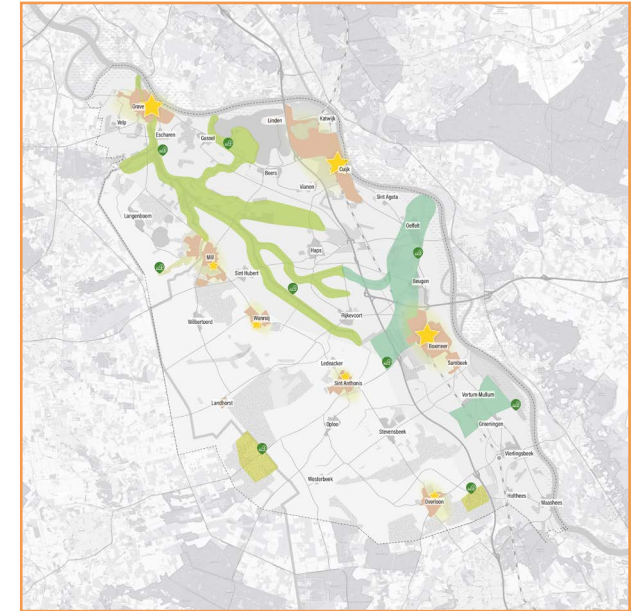 Grave
Velp
Escharen
Gassel
Linden
Katwijk
Cuijk
Beers
Vianen
Sint Agata
Langenboom
Oeffelt
Mill
Haps
Sint Hubert
Beugen
Wilbertoord
Wanroij
Rijkevoort
Boxmeer
Sambeek
Ledeacker
Sint Anthonis
Landhorst
Vortum-Mullum
Oploo
Stevensbeek
Groeningen
Vierlingsbeek
Westerbeek
Overloon
Holthees
Maashees